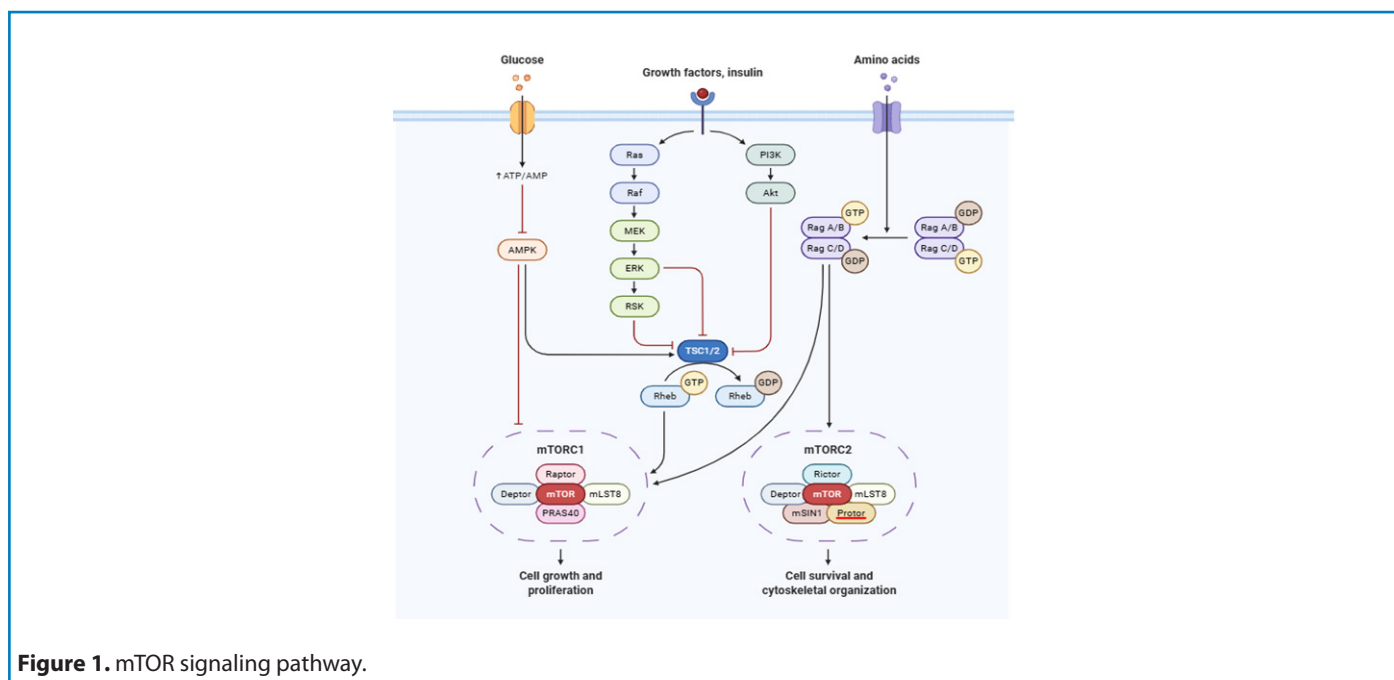 Glucose
Growth factors, insulin
Amino acids
↑ATP/AMP
AMPK
Ras
Raf
MEK
ERK
RSK
PI3K
Akt
GTP
Rag A/B
Rag C/D
GDP
GDP
Rag A/B
Rag C/D
GTP
TSC1/2
Rheb
GTP
Rheb
GDP
mTORC1
Raptor
Deptor
mTOR
mLST8
PRAS40
Cell growth and
proliferation
mTORC2
Rictor
Deptor
mTOR
mLST8
mSIN1
Protor
Cell survival and
cytoskeletal organization
Figure 1. mTOR signaling pathway.